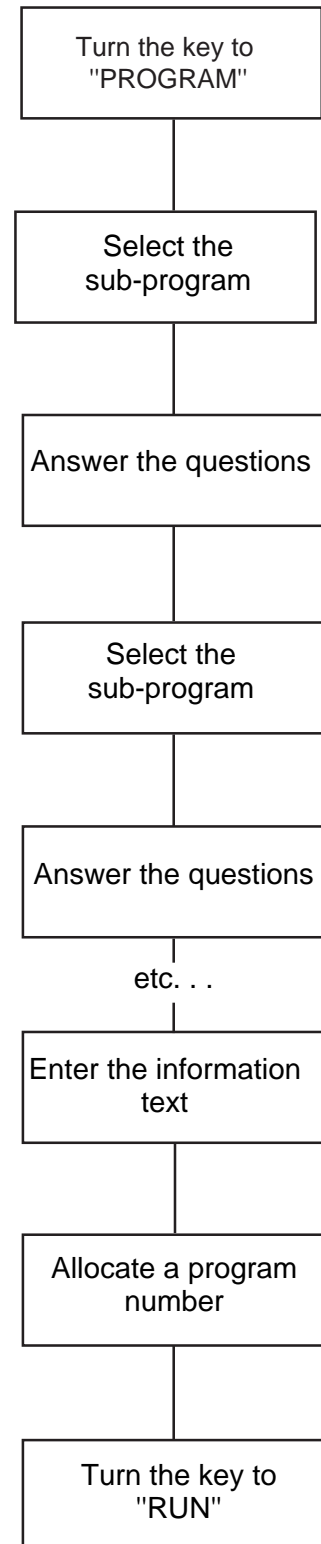 Turn the key to
"PROGRAM"
Select the
sub-program
Answer the questions
Select the
sub-program
Answer the questions
etc. . .
Enter the information
text
Allocate a program
number
Turn the key to
"RUN"